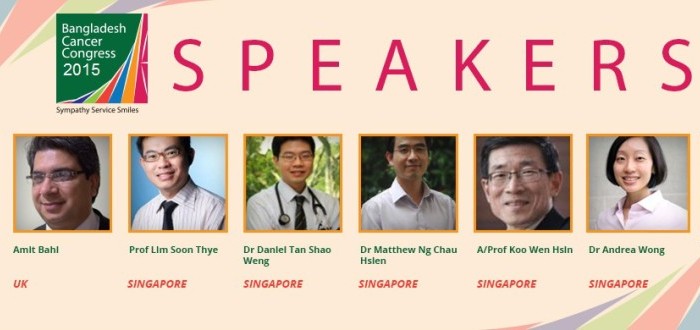 Bangladesh
Cancer
Congress
2015
Sympathy Service Smiles
SPEAKERS
Amit Bahl
UK
Prof Lim Soon Thye
SINGAPORE
Dr Daniel Tan Shao
Weng
SINGAPORE
Dr Matthew Ng Chau
Hsien
SINGAPORE
A/Prof Koo Wen Hsin
SINGAPORE
Dr Andrea Wong
SINGAPORE